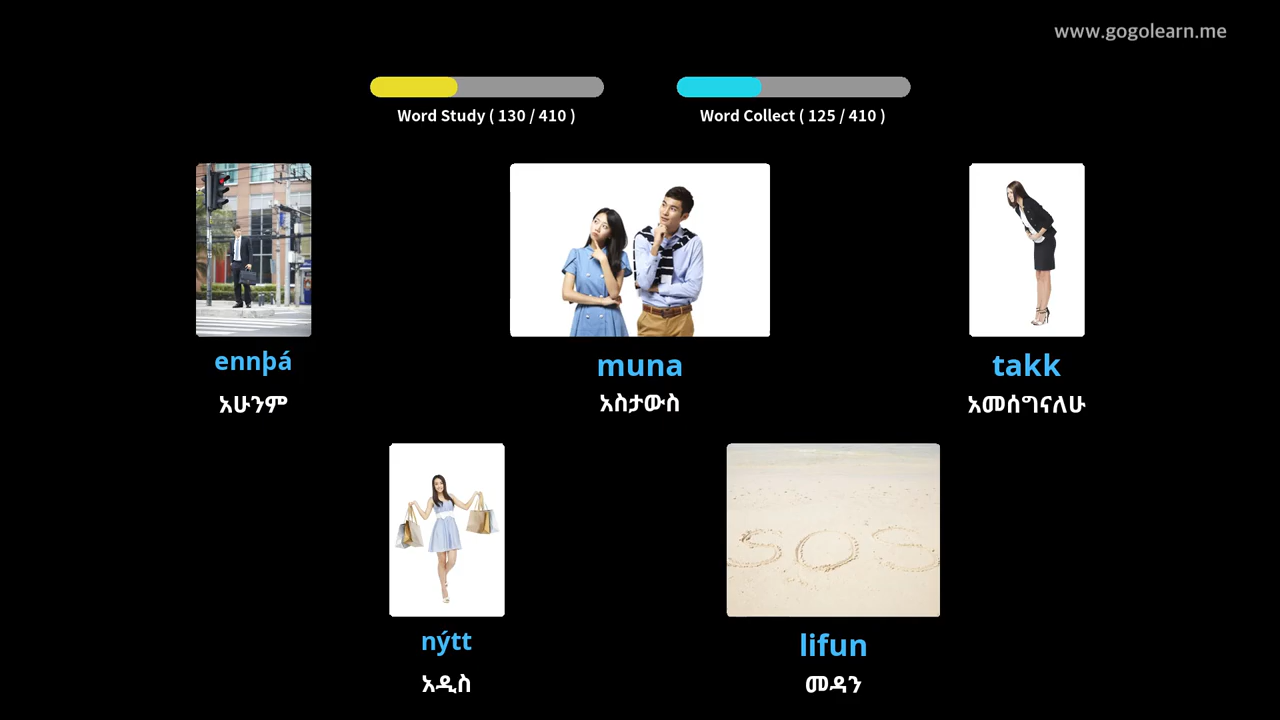 www.gogolearn.me
Word Study ( 130 / 410 )
Word Collect ( 125 / 410 )
ennþá
muna
takk
አሁንም
አስታውስ
አመሰግናለሁ
SOS
nýtt
lifun
አዲስ
መዳን